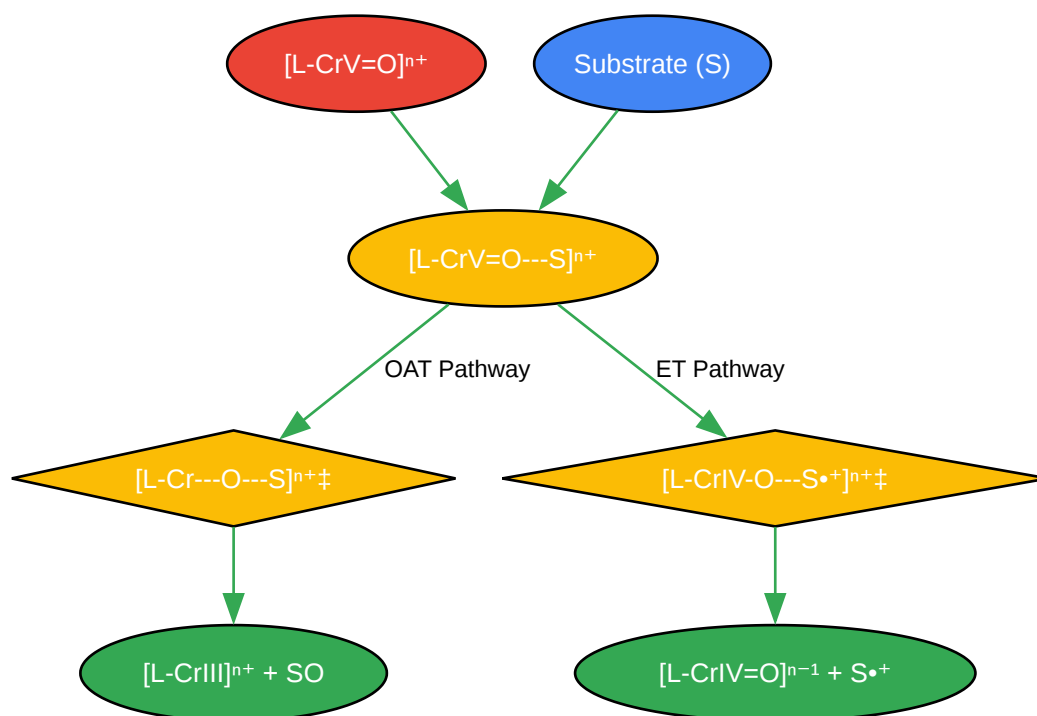 [L-CrV=O]ⁿ⁺
Substrate (S)
[L-CrV=O---S]ⁿ⁺
OAT Pathway
ET Pathway
[L-Cr---O---S]ⁿ⁺‡
[L-CrIV-O---S•⁺]ⁿ⁺‡
[L-CrIII]ⁿ⁺ + SO
[L-CrIV=O]ⁿ⁻¹ + S•⁺